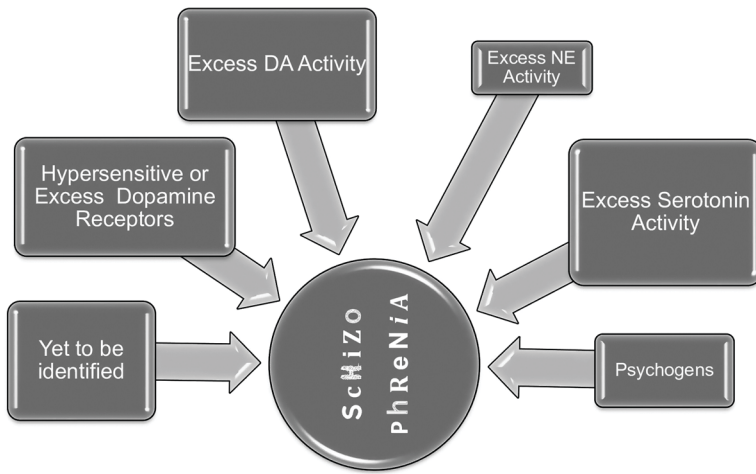 Excess DA Activity
Excess NE
Activity
Hypersensitive or
Excess Dopamine
Receptors
Excess Serotonin
Activity
Yet to be
identified
Psychogens
ScHiZo
PhReNiA